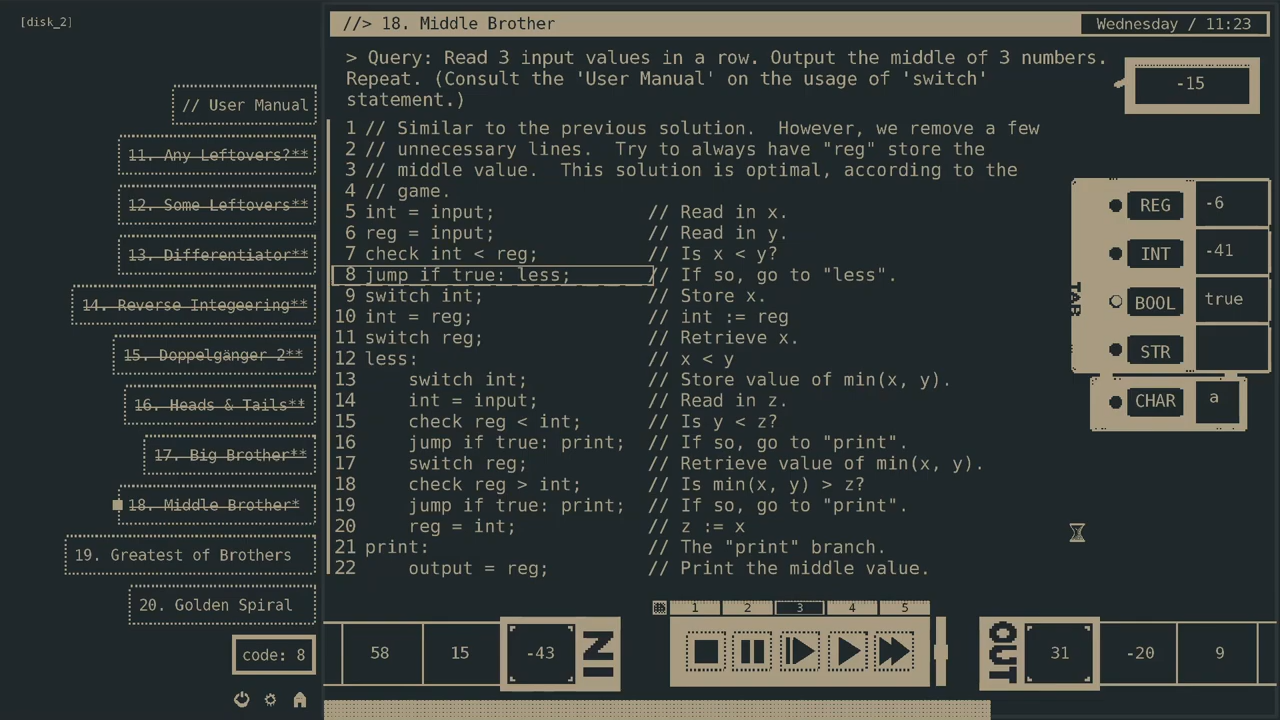 [disk_2]
//> 18. Middle Brother
Wednesday / 11:23
> Query: Read 3 input values in a row. Output the middle of 3 numbers.
Repeat. (Consult the 'User Manual' on the usage of 'switch'
statement.)
-15
// User Manual
11. Any Leftovers?**
12. Some Leftovers**
13. Differentiator**
14. Reverse Integeering**
15. Doppelgänger 2**
16. Heads & Tails**
17. Big Brother**
18. Middle Brother*
19. Greatest of Brothers
20. Golden Spiral
code: 8
1 // Similar to the previous solution.  However, we remove a few
2 // unnecessary lines.  Try to always have "reg" store the
3 // middle value.  This solution is optimal, according to the
4 // game.
5 int = input; // Read in x.
6 reg = input; // Read in y.
7 check int < reg; // Is x < y?
8 jump if true: less; // If so, go to "less".
9 switch int; // Store x.
10 int = reg; // int := reg
11 switch reg; // Retrieve x.
12 less: // x < y
13 switch int; // Store value of min(x, y).
14 int = input; // Read in z.
15 check reg < int; // Is y < z?
16 jump if true: print; // If so, go to "print".
17 switch reg; // Retrieve value of min(x, y).
18 check reg > int; // Is min(x, y) > z?
19 jump if true: print; // If so, go to "print".
20 reg = int; // z := x
21 print: // The "print" branch.
22 output = reg; // Print the middle value.
REG -6
INT -41
BOOL true
STR
CHAR a
TAB
1 2 3 4 5
58 15 -43 IN
OUT 31 -20 9